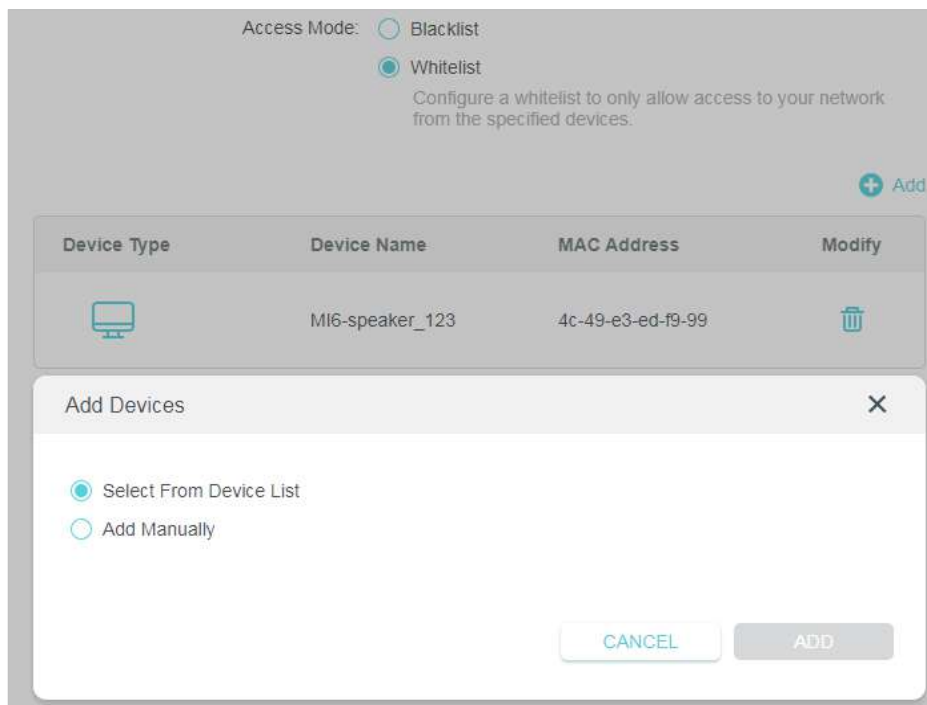 Access Mode: Blacklist
Whitelist
Configure a whitelist to only allow access to your network
from the specified devices.
Add
Device Type Device Name MAC Address Modify
MI6-speaker_123 4c-49-e3-ed-f9-99
Add Devices
Select From Device List
Add Manually
CANCEL ADD